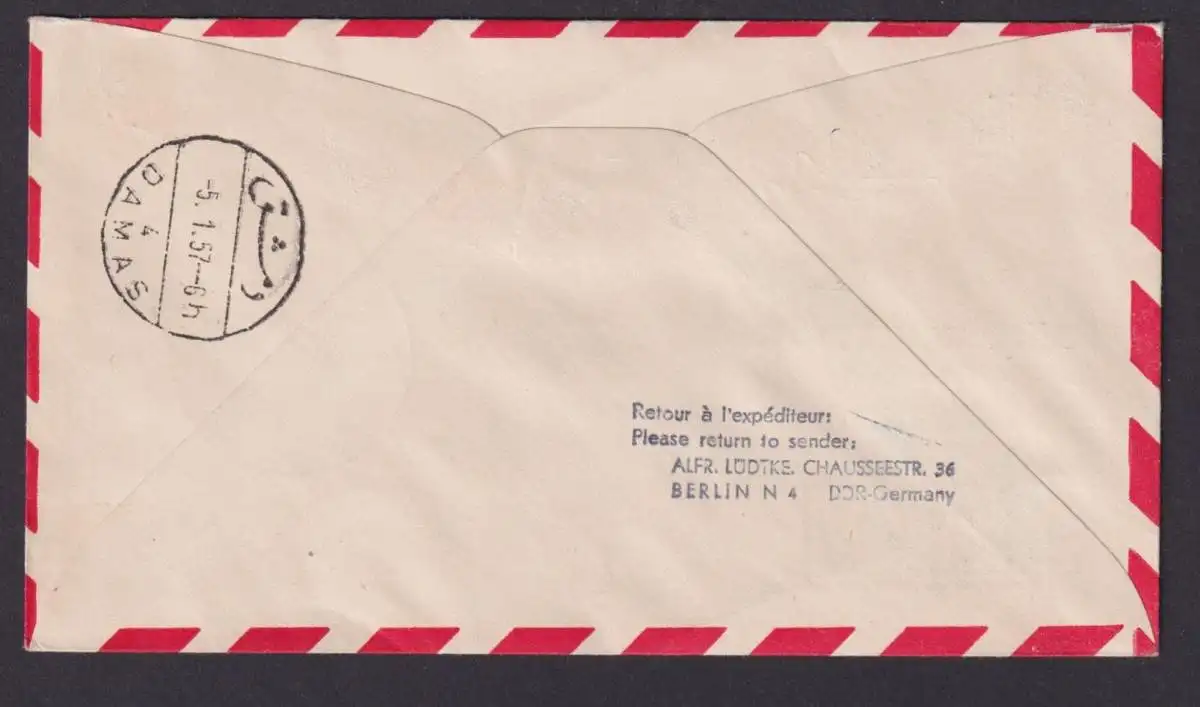 دمشق
-5.1.57--6h
4
DAMAS
Retour à l'expéditeur:
Please return to sender:
ALFR. LÜDTKE. CHAUSSEESTR. 36
BERLIN N 4 DDR-Germany